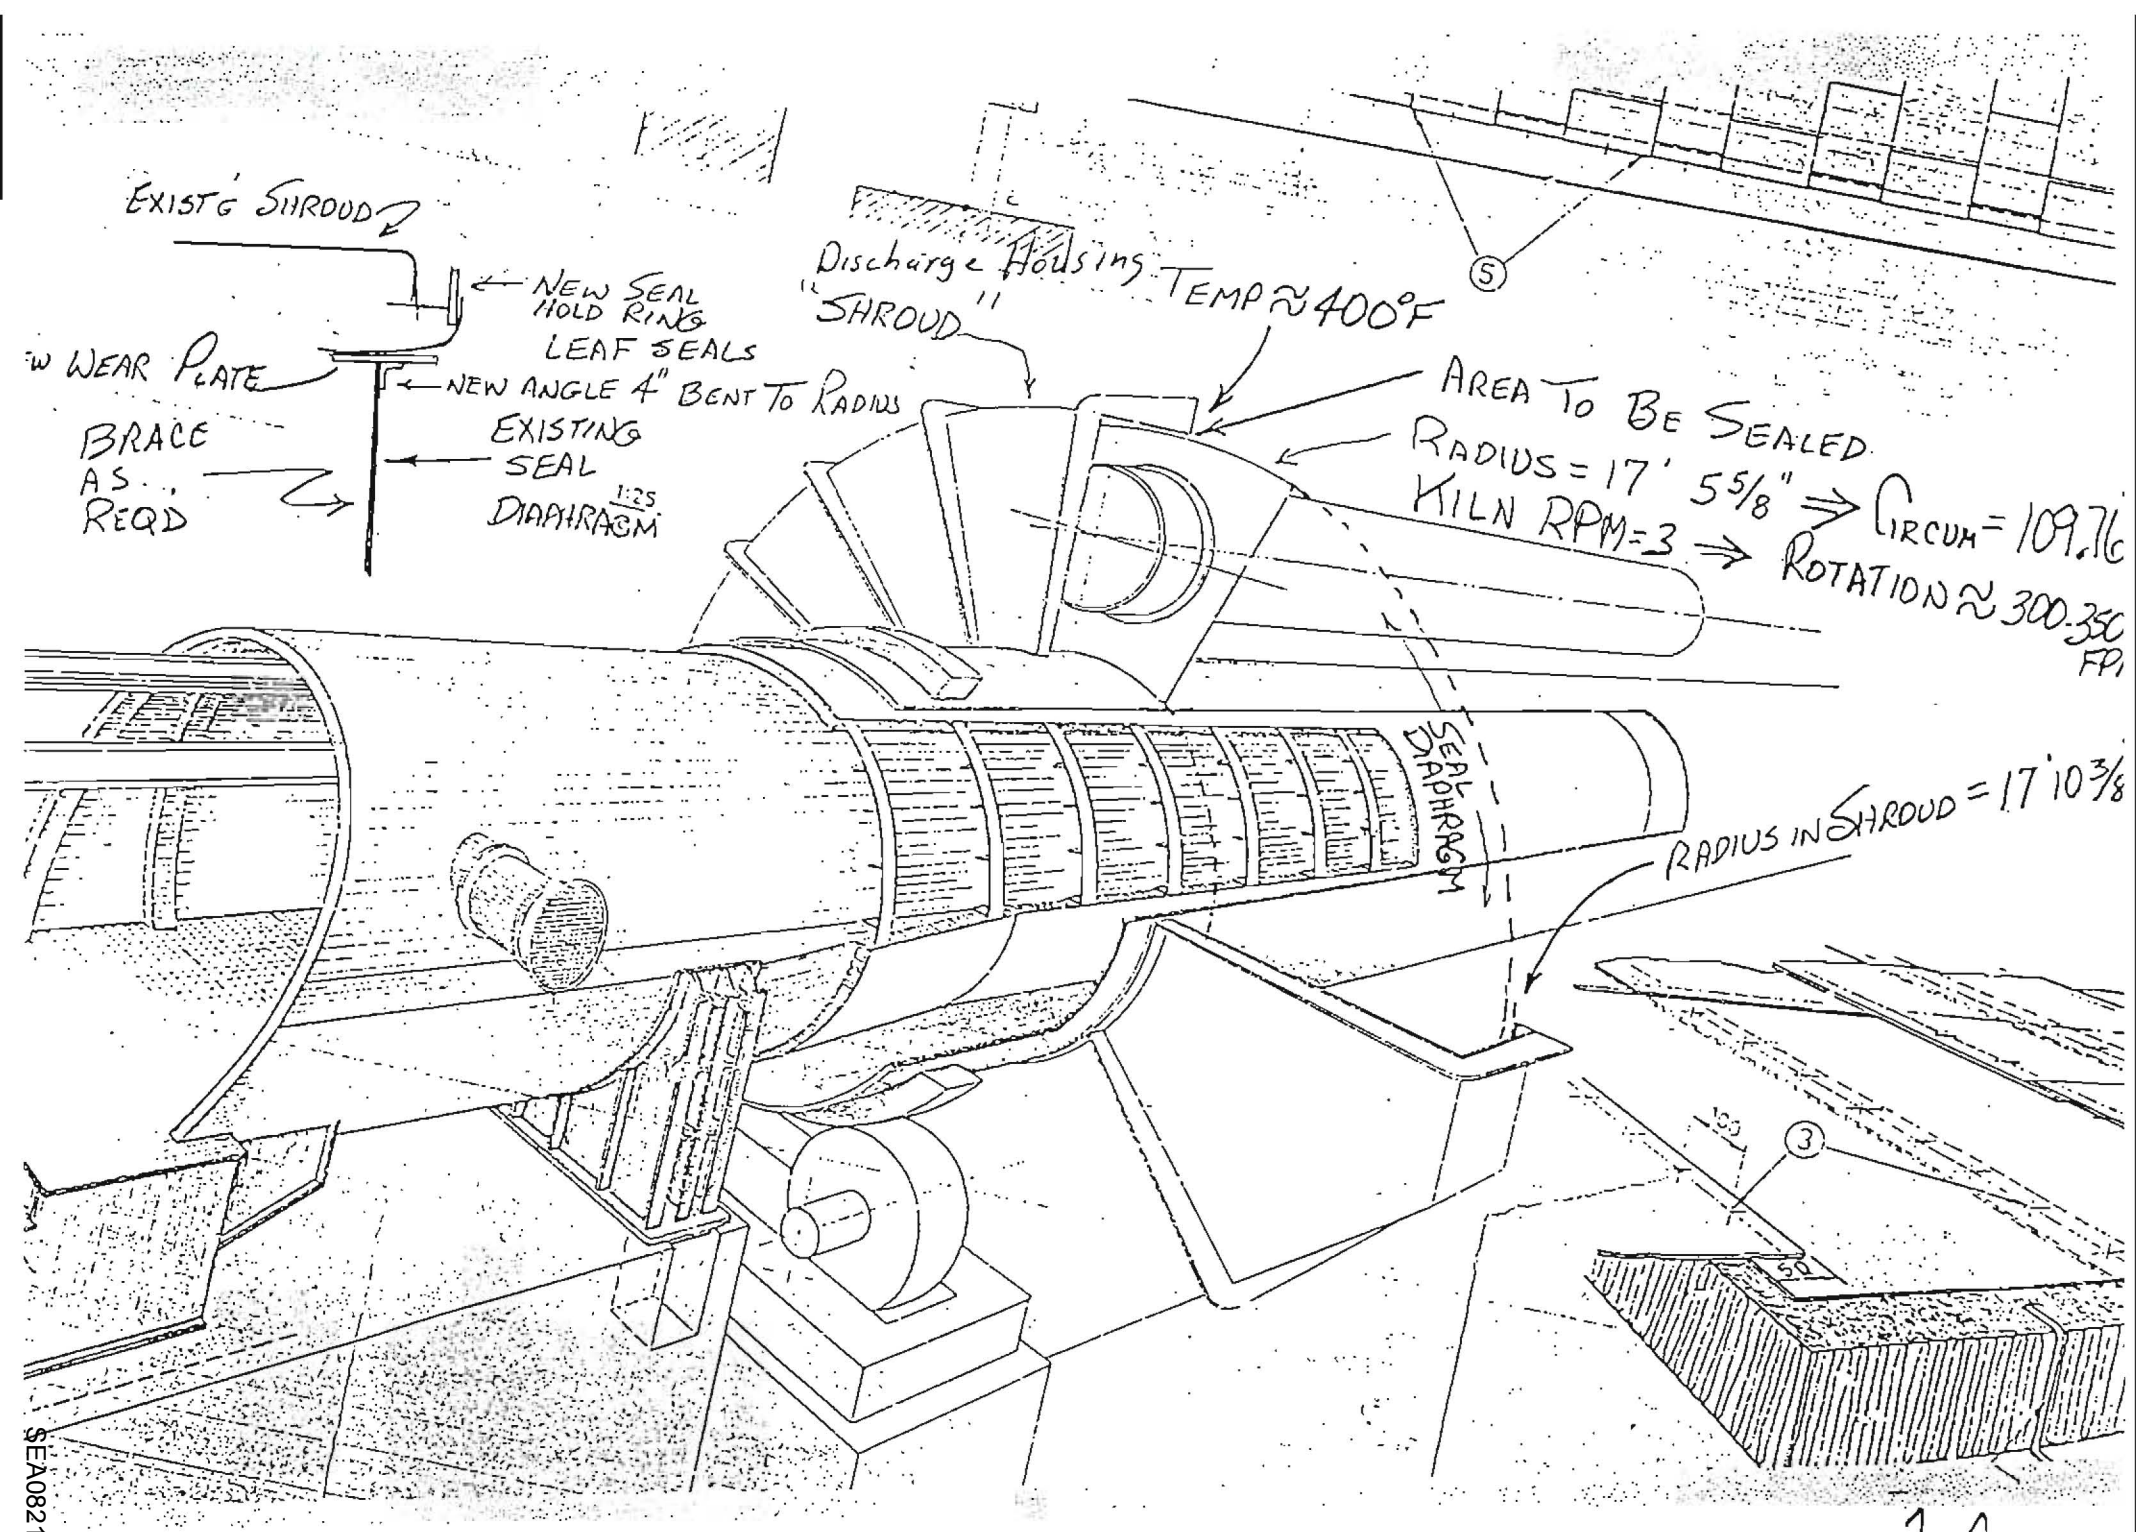 EXIST'G SHROUD
NEW SEAL
HOLD RING
LEAF SEALS
WEAR PLATE
NEW ANGLE 4" BENT TO RADIUS
BRACE
AS
REQD
EXISTING
SEAL
DIAPHRAGM
1:25
Discharge Housing
"SHROUD"
TEMP ≈ 400°F
5
AREA TO BE SEALED
RADIUS = 17' 5 5/8" ⇒ CIRCUM = 109.76
KILN RPM = 3 ⇒ ROTATION ≈ 300-350
SEAL
DIAPHRAGM
RADIUS IN SHROUD = 17' 10 3/8
100
3
50
SEA0821